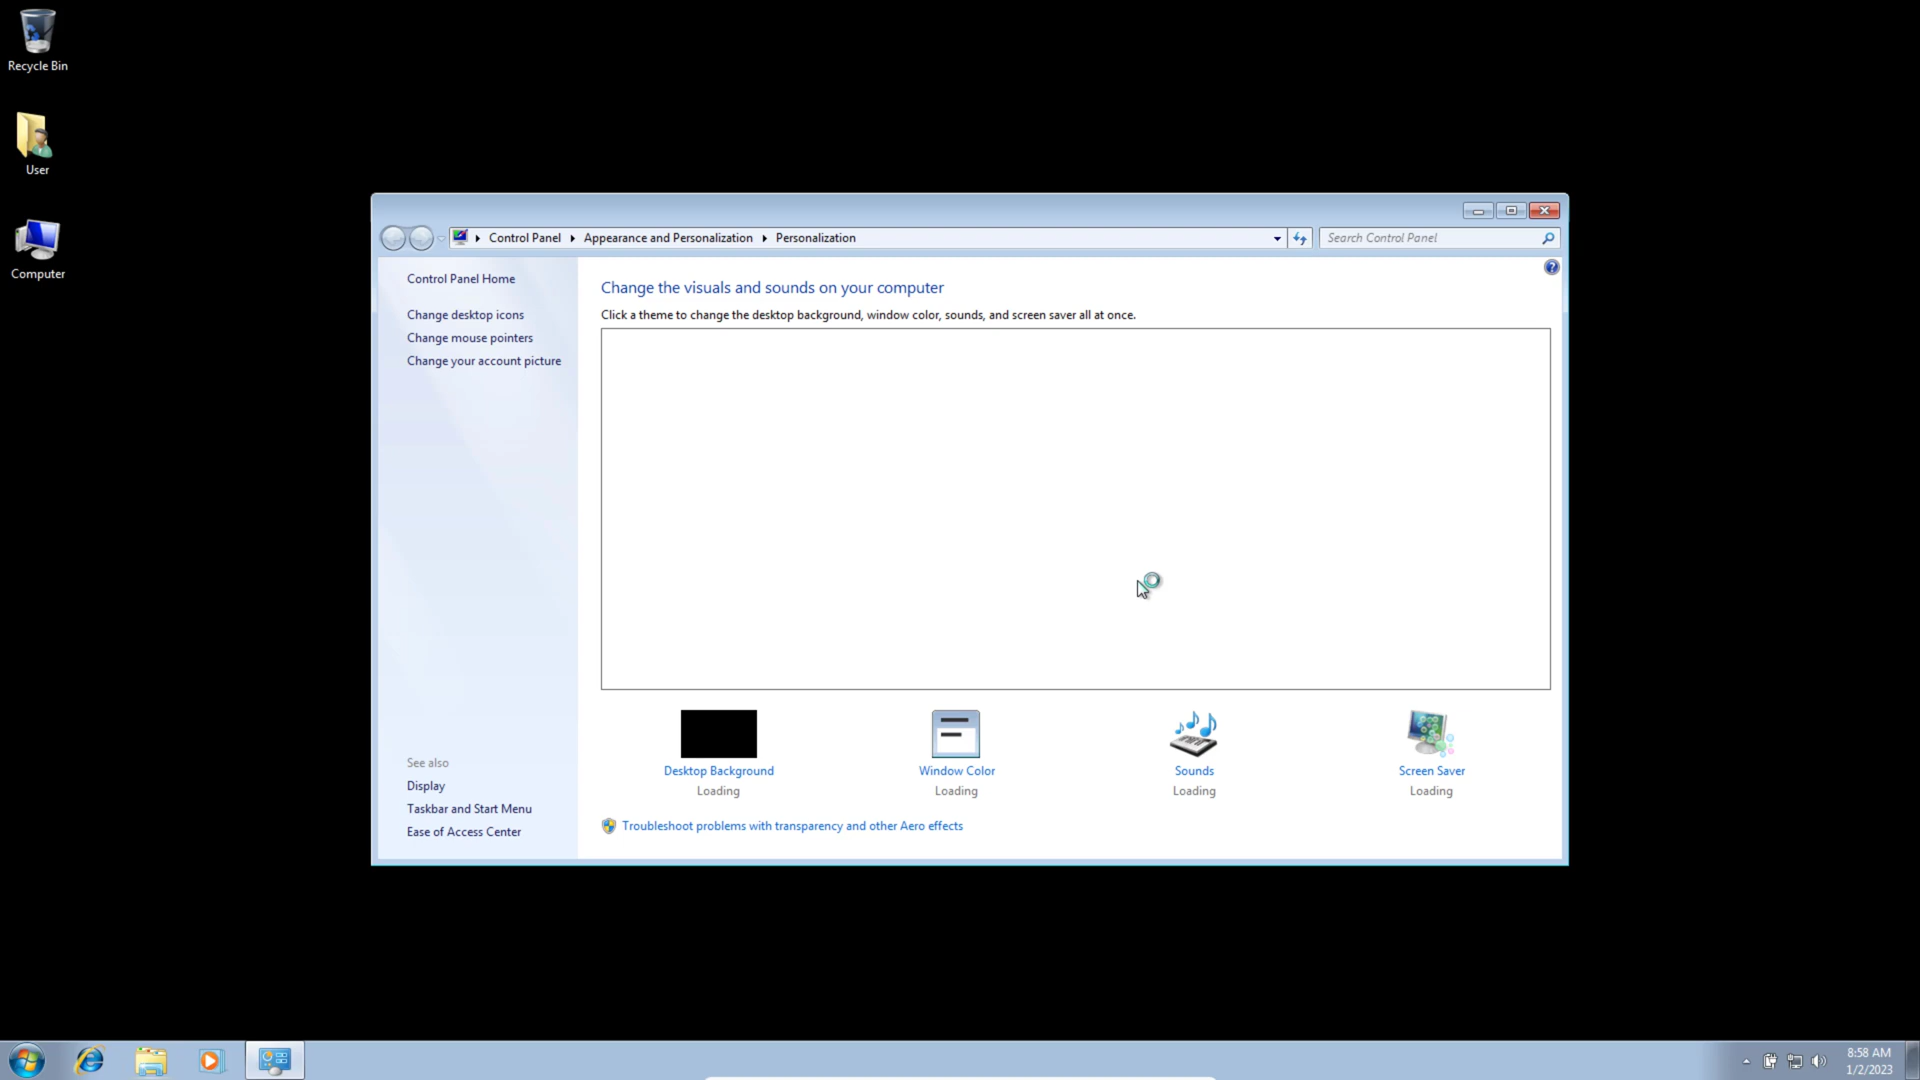 Recycle Bin
User
Computer
Control Panel
Appearance and Personalization
Personalization
Search Control Panel
Control Panel Home
Change desktop icons
Change mouse pointers
Change your account picture
Change the visuals and sounds on your computer
Click a theme to change the desktop background, window color, sounds, and screen saver all at once.
Desktop Background
Loading
Window Color
Loading
Sounds
Loading
Screen Saver
Loading
Troubleshoot problems with transparency and other Aero effects
See also
Display
Taskbar and Start Menu
Ease of Access Center
8:58 AM
1/2/2023